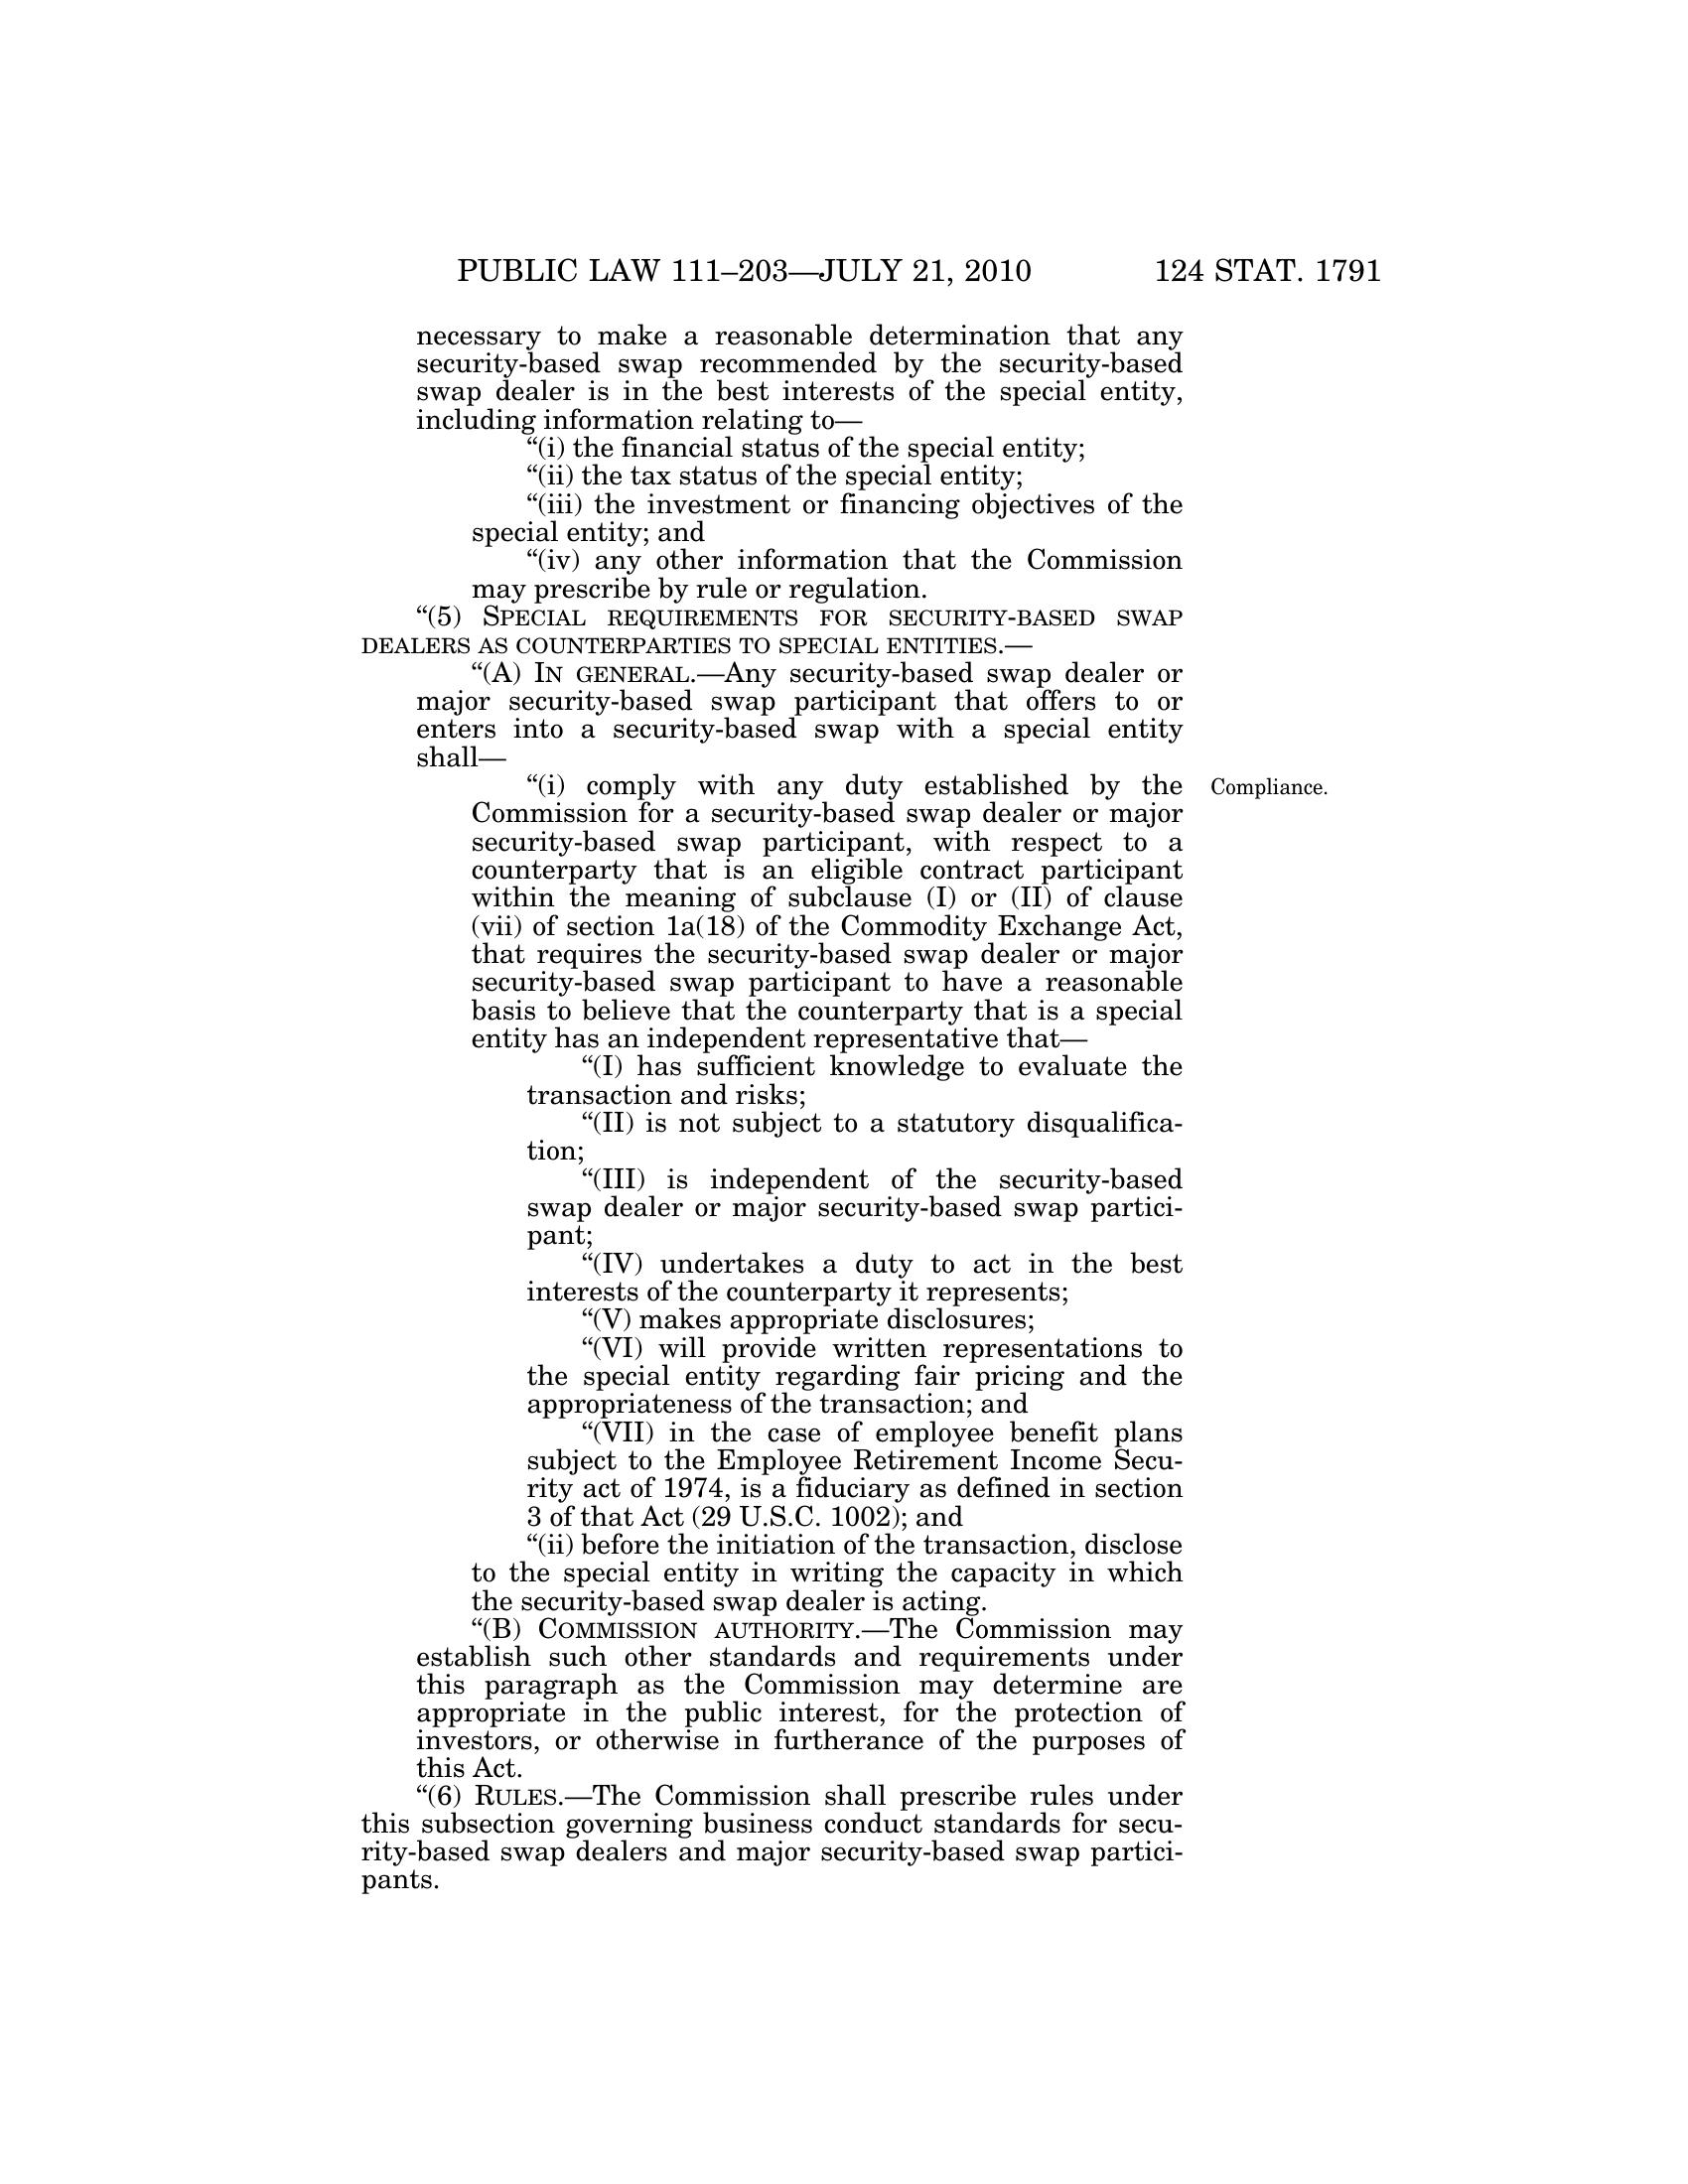 PUBLIC LAW 111–203—JULY 21, 2010 124 STAT. 1791
necessary to make a reasonable determination that any
security-based swap recommended by the security-based
swap dealer is in the best interests of the special entity,
including information relating to—
“(i) the financial status of the special entity;
“(ii) the tax status of the special entity;
“(iii) the investment or financing objectives of the
special entity; and
“(iv) any other information that the Commission
may prescribe by rule or regulation.
“(5) SPECIAL REQUIREMENTS FOR SECURITY-BASED SWAP
DEALERS AS COUNTERPARTIES TO SPECIAL ENTITIES.—
“(A) IN GENERAL.—Any security-based swap dealer or
major security-based swap participant that offers to or
enters into a security-based swap with a special entity
shall—
“(i) comply with any duty established by the Compliance.
Commission for a security-based swap dealer or major
security-based swap participant, with respect to a
counterparty that is an eligible contract participant
within the meaning of subclause (I) or (II) of clause
(vii) of section 1a(18) of the Commodity Exchange Act,
that requires the security-based swap dealer or major
security-based swap participant to have a reasonable
basis to believe that the counterparty that is a special
entity has an independent representative that—
“(I) has sufficient knowledge to evaluate the
transaction and risks;
“(II) is not subject to a statutory disqualifica-
tion;
“(III) is independent of the security-based
swap dealer or major security-based swap partici-
pant;
“(IV) undertakes a duty to act in the best
interests of the counterparty it represents;
“(V) makes appropriate disclosures;
“(VI) will provide written representations to
the special entity regarding fair pricing and the
appropriateness of the transaction; and
“(VII) in the case of employee benefit plans
subject to the Employee Retirement Income Secu-
rity act of 1974, is a fiduciary as defined in section
3 of that Act (29 U.S.C. 1002); and
“(ii) before the initiation of the transaction, disclose
to the special entity in writing the capacity in which
the security-based swap dealer is acting.
“(B) COMMISSION AUTHORITY.—The Commission may
establish such other standards and requirements under
this paragraph as the Commission may determine are
appropriate in the public interest, for the protection of
investors, or otherwise in furtherance of the purposes of
this Act.
“(6) RULES.—The Commission shall prescribe rules under
this subsection governing business conduct standards for secu-
rity-based swap dealers and major security-based swap partici-
pants.